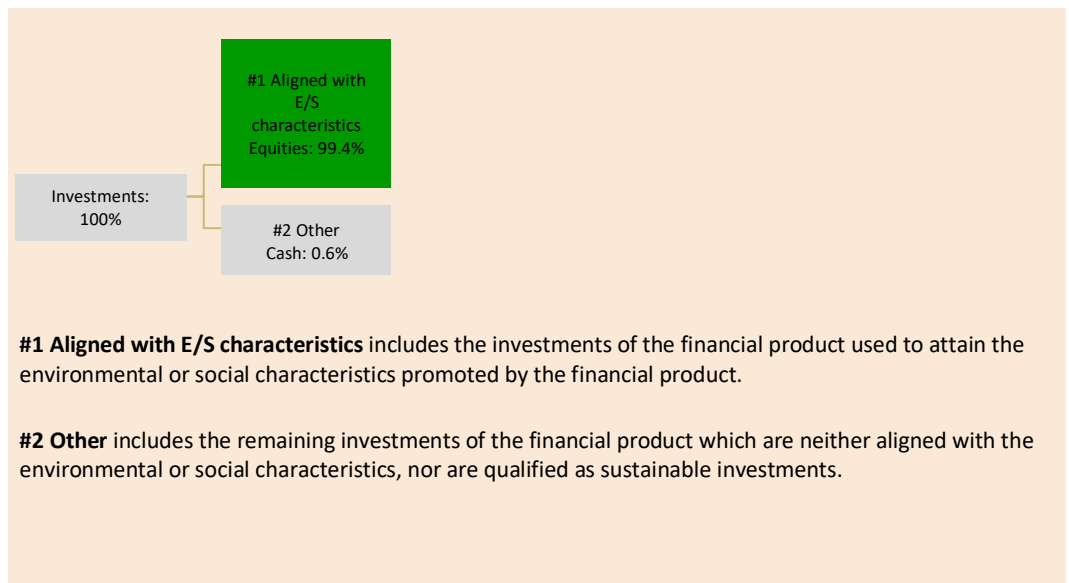 #1 Aligned with
E/S
characteristics
Equities: 99.4%
Investments:
100%
#2 Other
Cash: 0.6%
#1 Aligned with E/S characteristics includes the investments of the financial product used to attain the
environmental or social characteristics promoted by the financial product.
#2 Other includes the remaining investments of the financial product which are neither aligned with the
environmental or social characteristics, nor are qualified as sustainable investments.